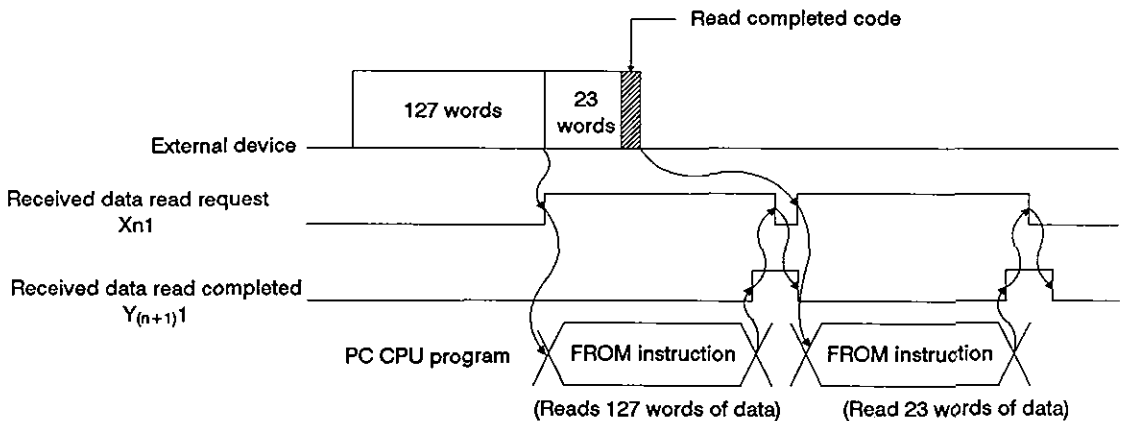 Read completed code
127 words
23
words
External device
Received data read request
Xn1
Received data read completed
Y(n+1)1
PC CPU program
FROM instruction
FROM instruction
(Reads 127 words of data)
(Read 23 words of data)